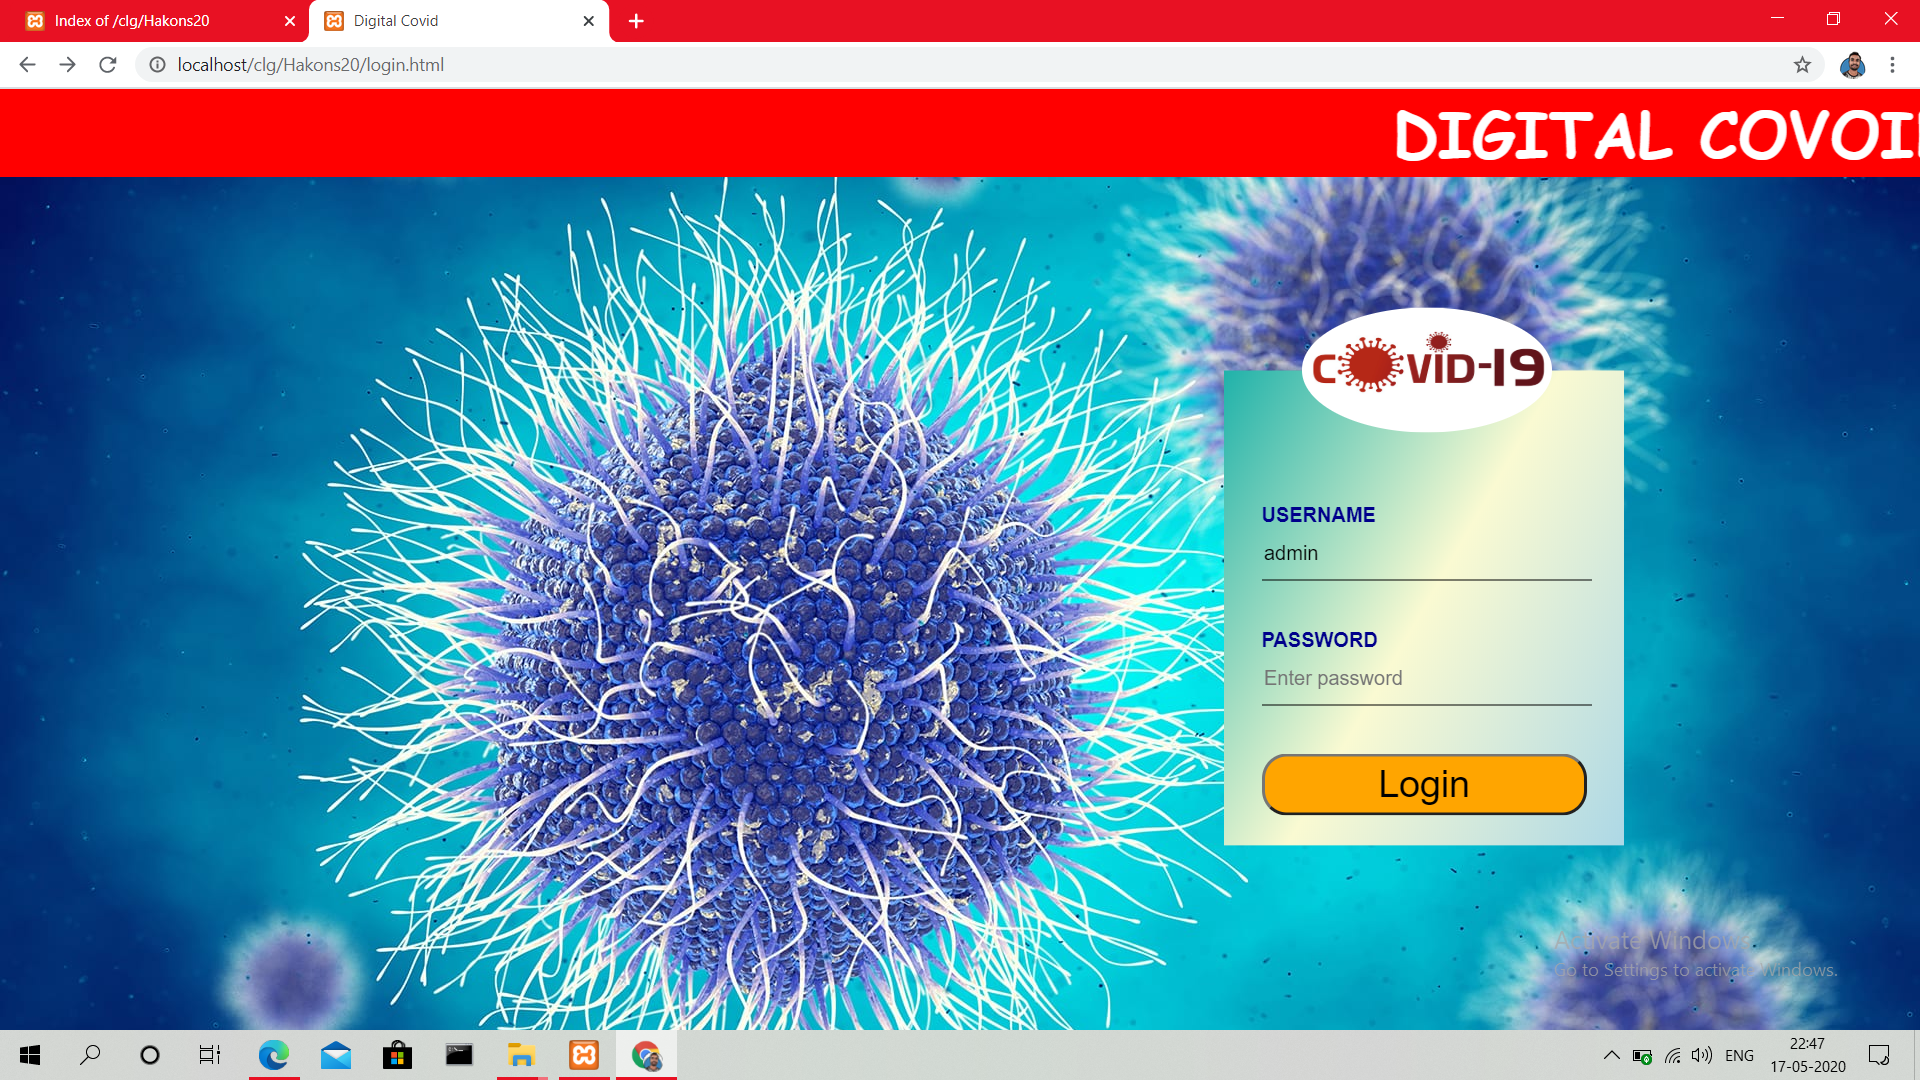 Index of /clg/Hakons20
Digital Covid
localhost/clg/Hakons20/login.html
DIGITAL COVOI
COVID-19
USERNAME
admin
PASSWORD
Enter password
Login
Activate Windows
Go to Settings to activate Windows.
ENG
22:47
17-05-2020